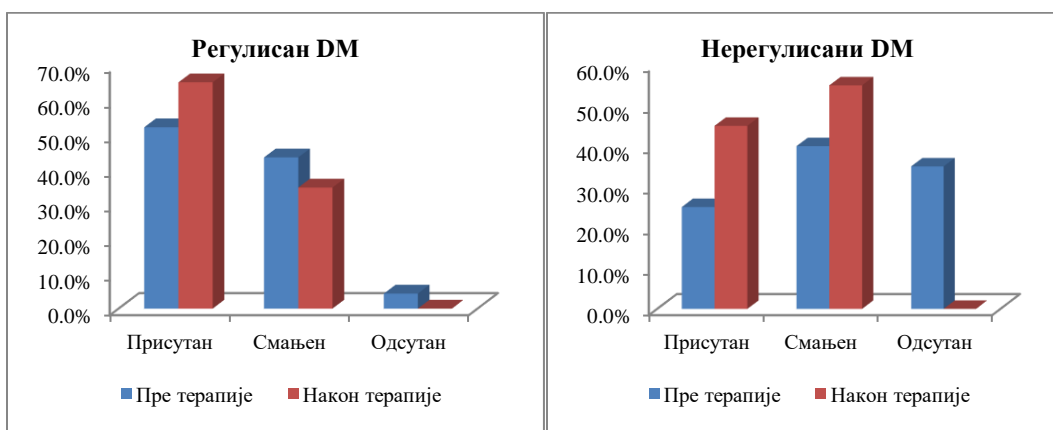 Регулисан DM
70.0%
60.0%
50.0%
40.0%
30.0%
20.0%
10.0%
0.0%
Присутан Смањен Одсутан
Пре терапије Након терапије
Нерегулисани DM
60.0%
50.0%
40.0%
30.0%
20.0%
10.0%
0.0%
Присутан Смањен Одсутан
Пре терапије Након терапије